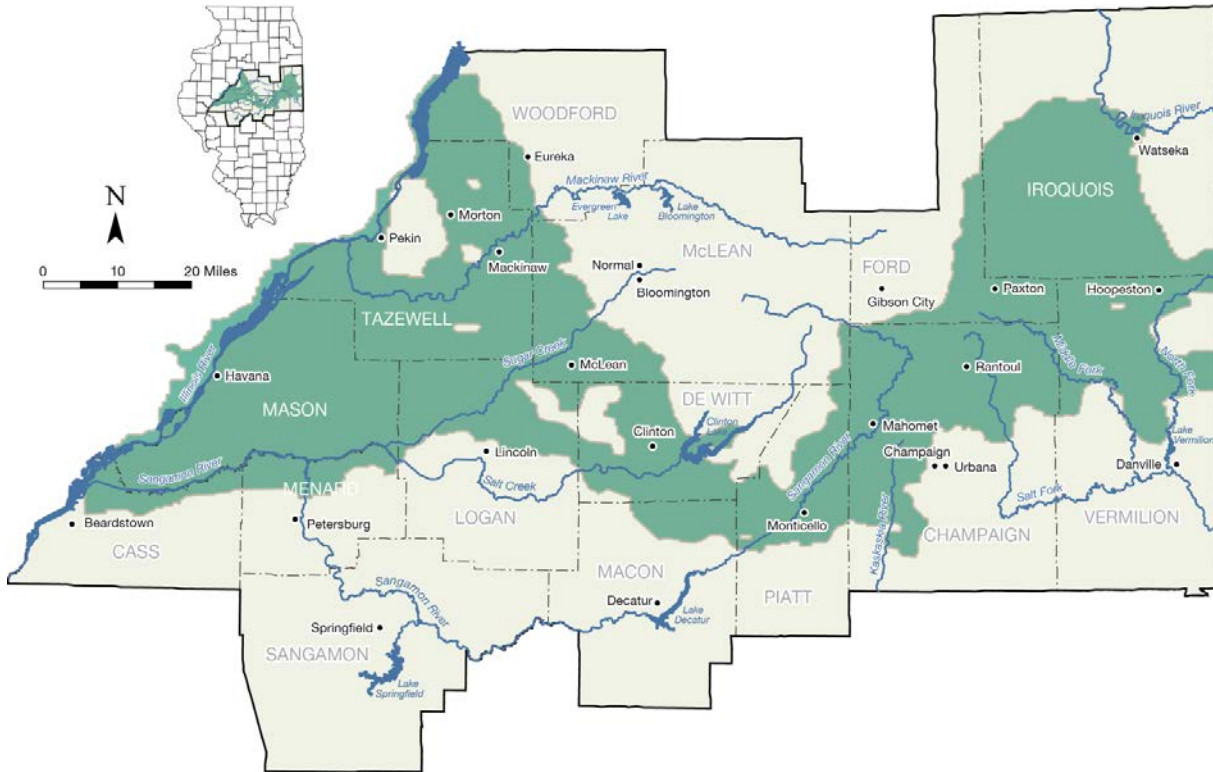 WOODFORD
Iroquois River
Watseka
Eureka
Mackinaw River
IROQUOIS
N
Evergreen
Lake
Lake
Bloomington
Morton
Pekin
Mackinaw
McLEAN
0 10 20 Miles
Normal
Bloomington
FORD
Gibson City
Paxton
Hoopeston
TAZEWELL
Illinois River
Sugar Creek
Middle Fork
North Fork
Havana
McLean
Rantoul
MASON
DE WITT
Clinton
Clinton
Lake
Mahomet
Lake
Vermilion
Sangamon River
Lincoln
Sangamon River
Champaign
Urbana
Danville
MENARD
Salt Creek
Salt Fork
Beardstown
Petersburg
LOGAN
Monticello
Kaskaskia River
CHAMPAIGN
VERMILION
CASS
MACON
Sangamon River
PIATT
Decatur
Lake
Decatur
Springfield
SANGAMON
Lake
Springfield